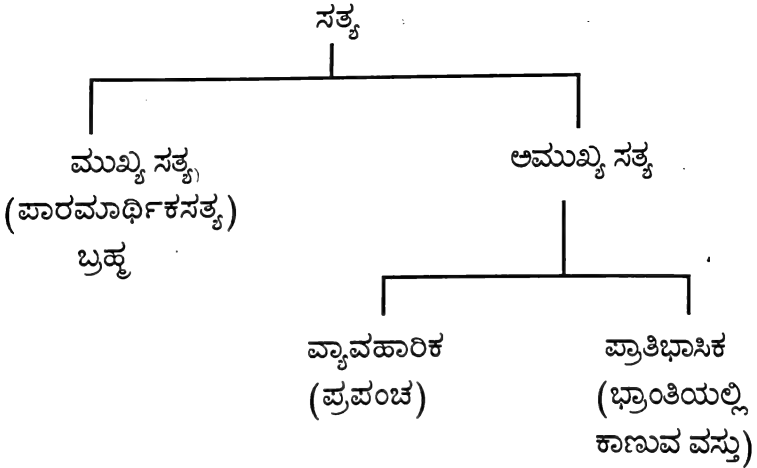 ಸತ್ಯ
ಮುಖ್ಯ ಸತ್ಯ
(ಪಾರಮಾರ್ಥಿಕಸತ್ಯ)
ಬ್ರಹ್ಮ
ಅಮುಖ್ಯ ಸತ್ಯ
ವ್ಯಾವಹಾರಿಕ
(ಪ್ರಪಂಚ)
ಪ್ರಾತಿಭಾಸಿಕ
(ಭ್ರಾಂತಿಯಲ್ಲಿ
ಕಾಣುವ ವಸ್ತು)